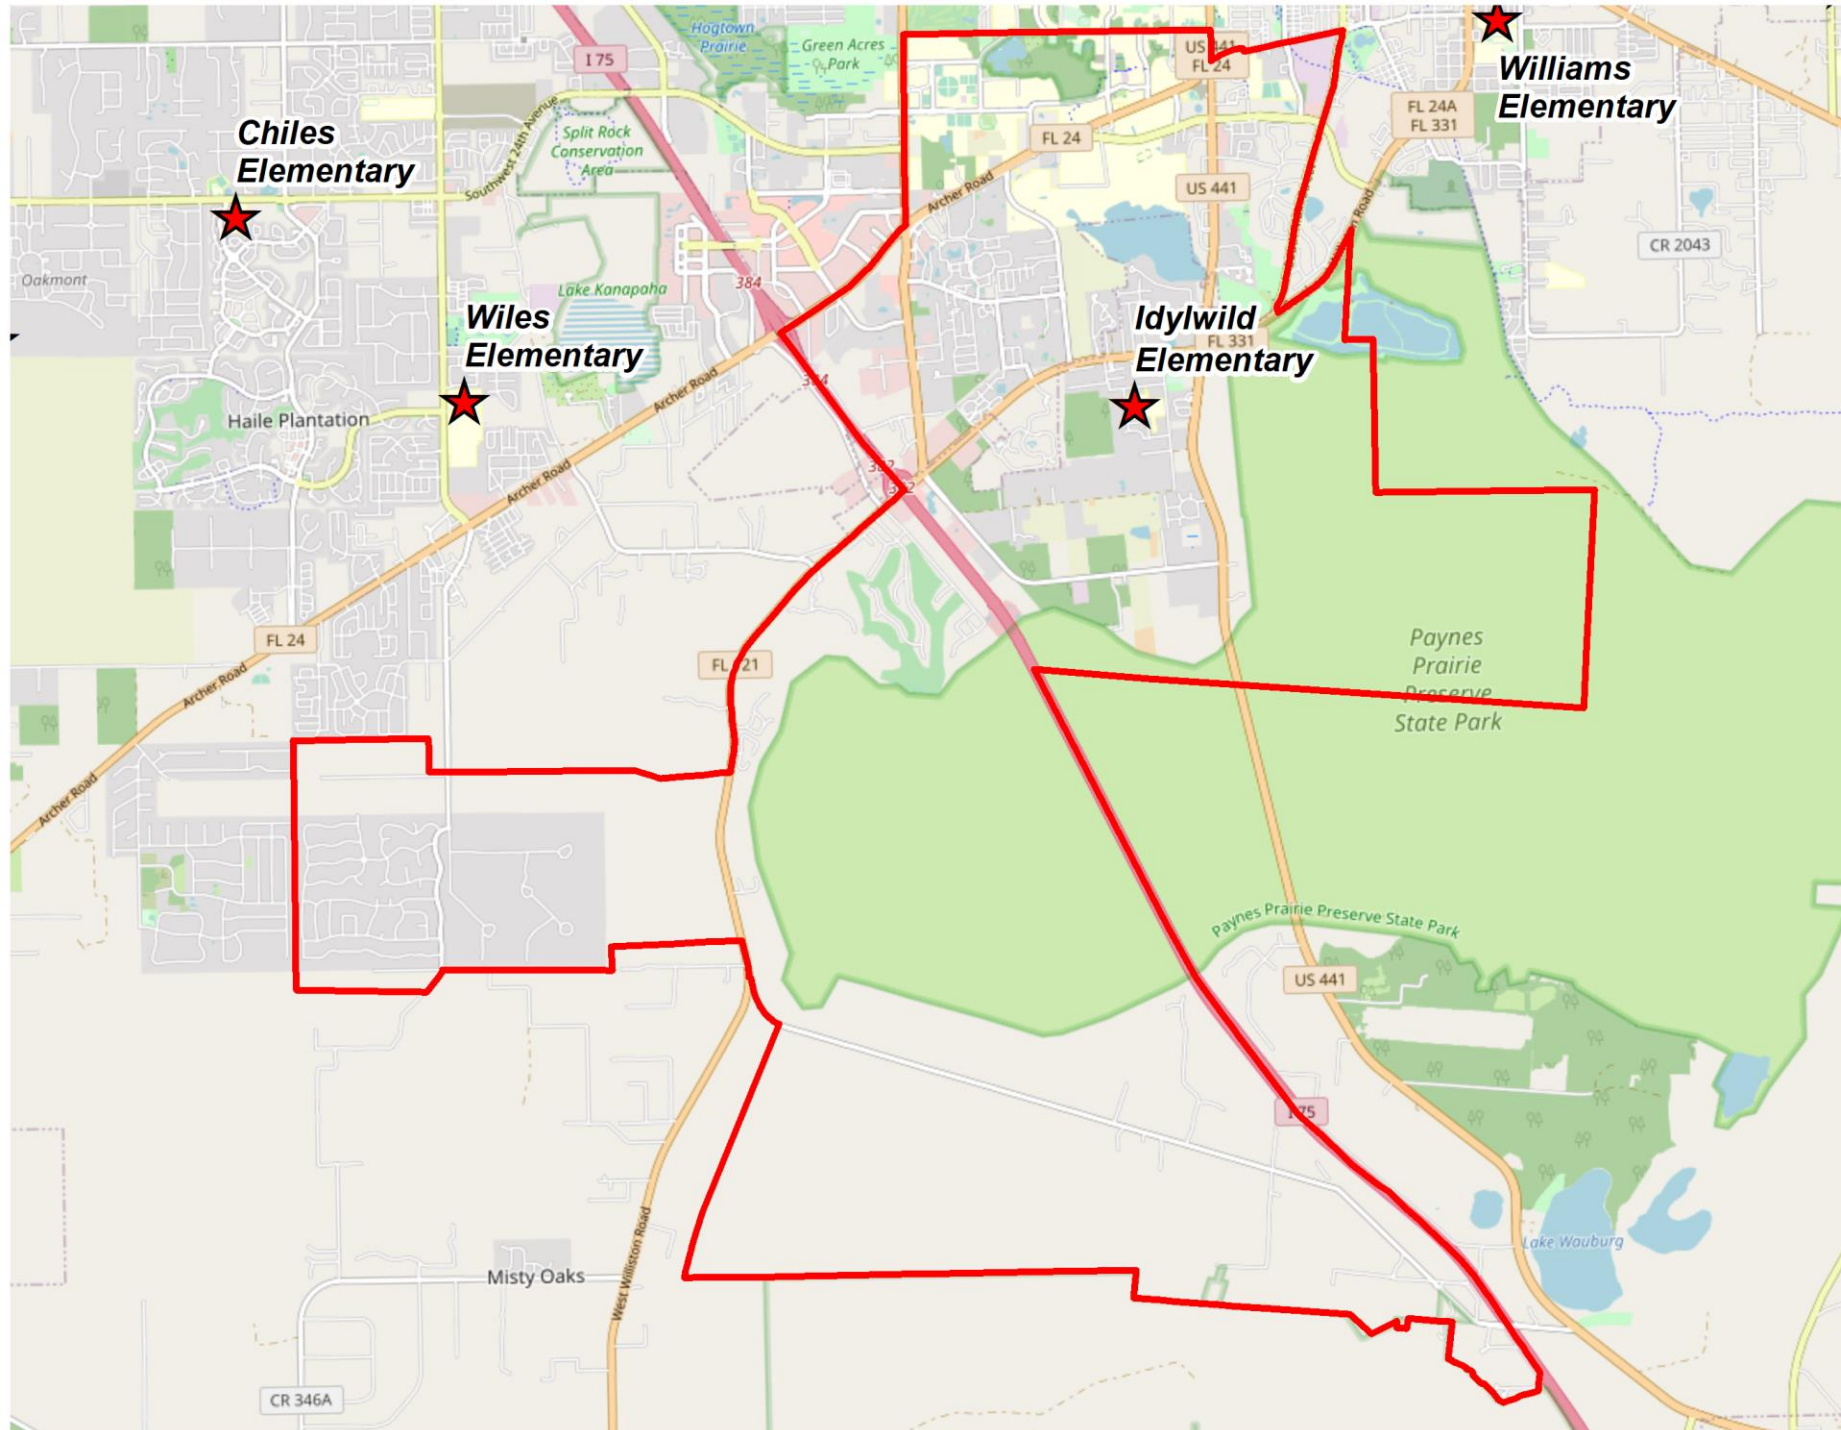 Hogtown
Prairie
Green Acres
Park
I 75
US 441
FL 24
Williams
Elementary
FL 24A
FL 331
Chiles
Elementary
Southwest 24th Avenue
Split Rock
Conservation
Area
FL 24
Archer Road
US 441
CR 2043
Oakmont
384
Lake Kanapaha
Wiles
Elementary
Idylwild
Elementary
FL 331
Archer Road
Haile Plantation
382
Archer Road
FL 24
FL 121
Archer Road
Paynes
Prairie
Preserve
State Park
Archer Road
Paynes Prairie Preserve State Park
US 441
I 75
Lake Wauburg
Misty Oaks
West Williston Road
CR 346A